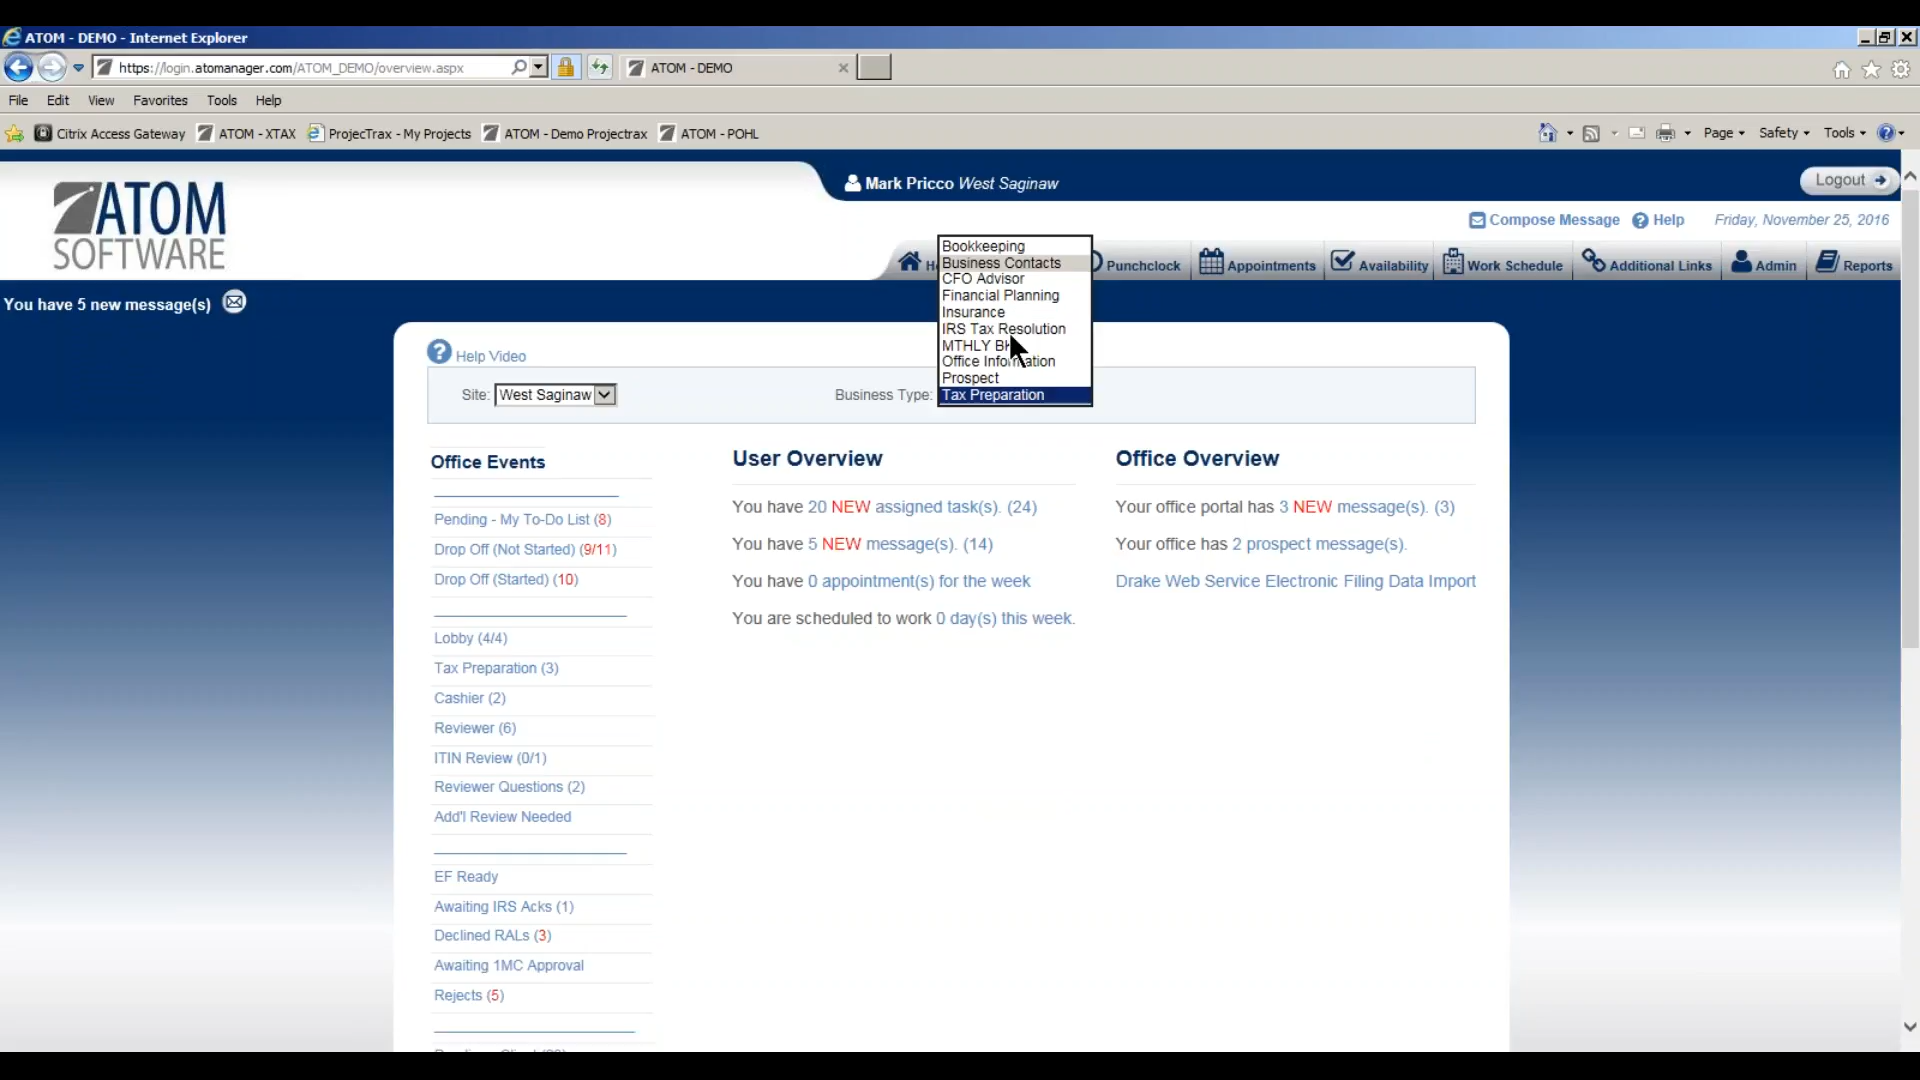 ATOM - DEMO - Internet Explorer
https://login.atomanager.com/ATOM_DEMO/overview.aspx
ATOM - DEMO
File Edit View Favorites Tools Help
Citrix Access Gateway ATOM - XTAX ProjecTrax - My Projects ATOM - Demo Projectrax ATOM - POHL
Page Safety Tools
ATOM
SOFTWARE
Mark Pricco West Saginaw
Logout
Compose Message Help Friday, November 25, 2016
Punchclock Appointments Availability Work Schedule Additional Links Admin Reports
You have 5 new message(s)
Help Video
Site: West Saginaw
Business Type:
Bookkeeping
Business Contacts
CFO Advisor
Financial Planning
Insurance
IRS Tax Resolution
MTHLY
Office Information
Prospect
Tax Preparation
Office Events
Pending - My To-Do List (8)
Drop Off (Not Started) (9/11)
Drop Off (Started) (10)
Lobby (4/4)
Tax Preparation (3)
Cashier (2)
Reviewer (6)
ITIN Review (0/1)
Reviewer Questions (2)
Add'l Review Needed
EF Ready
Awaiting IRS Acks (1)
Declined RALs (3)
Awaiting 1MC Approval
Rejects (5)
User Overview
You have 20 NEW assigned task(s). (24)
You have 5 NEW message(s). (14)
You have 0 appointment(s) for the week
You are scheduled to work 0 day(s) this week.
Office Overview
Your office portal has 3 NEW message(s). (3)
Your office has 2 prospect message(s).
Drake Web Service Electronic Filing Data Import